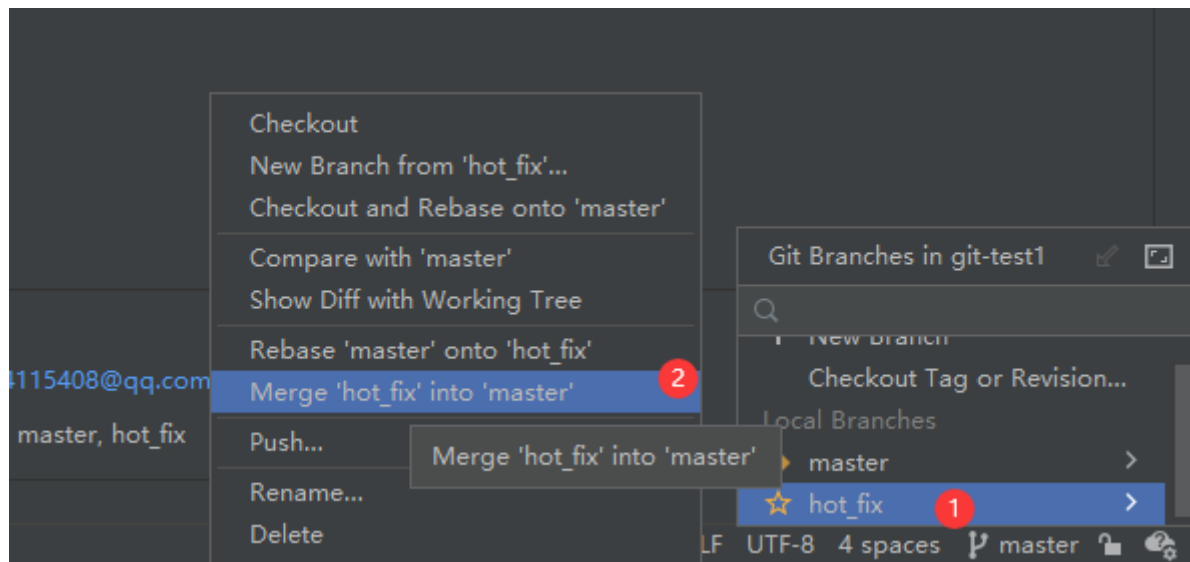 Checkout
New Branch from 'hot_fix'...
Checkout and Rebase onto 'master'
Compare with 'master'
Show Diff with Working Tree
Rebase 'master' onto 'hot_fix'
Merge 'hot_fix' into 'master'
2
Push...
Merge 'hot_fix' into 'master'
Rename...
Delete
4115408@qq.com
master, hot_fix
Git Branches in git-test1
New Branch
Checkout Tag or Revision...
Local Branches
master
hot_fix
1
LF UTF-8 4 spaces master